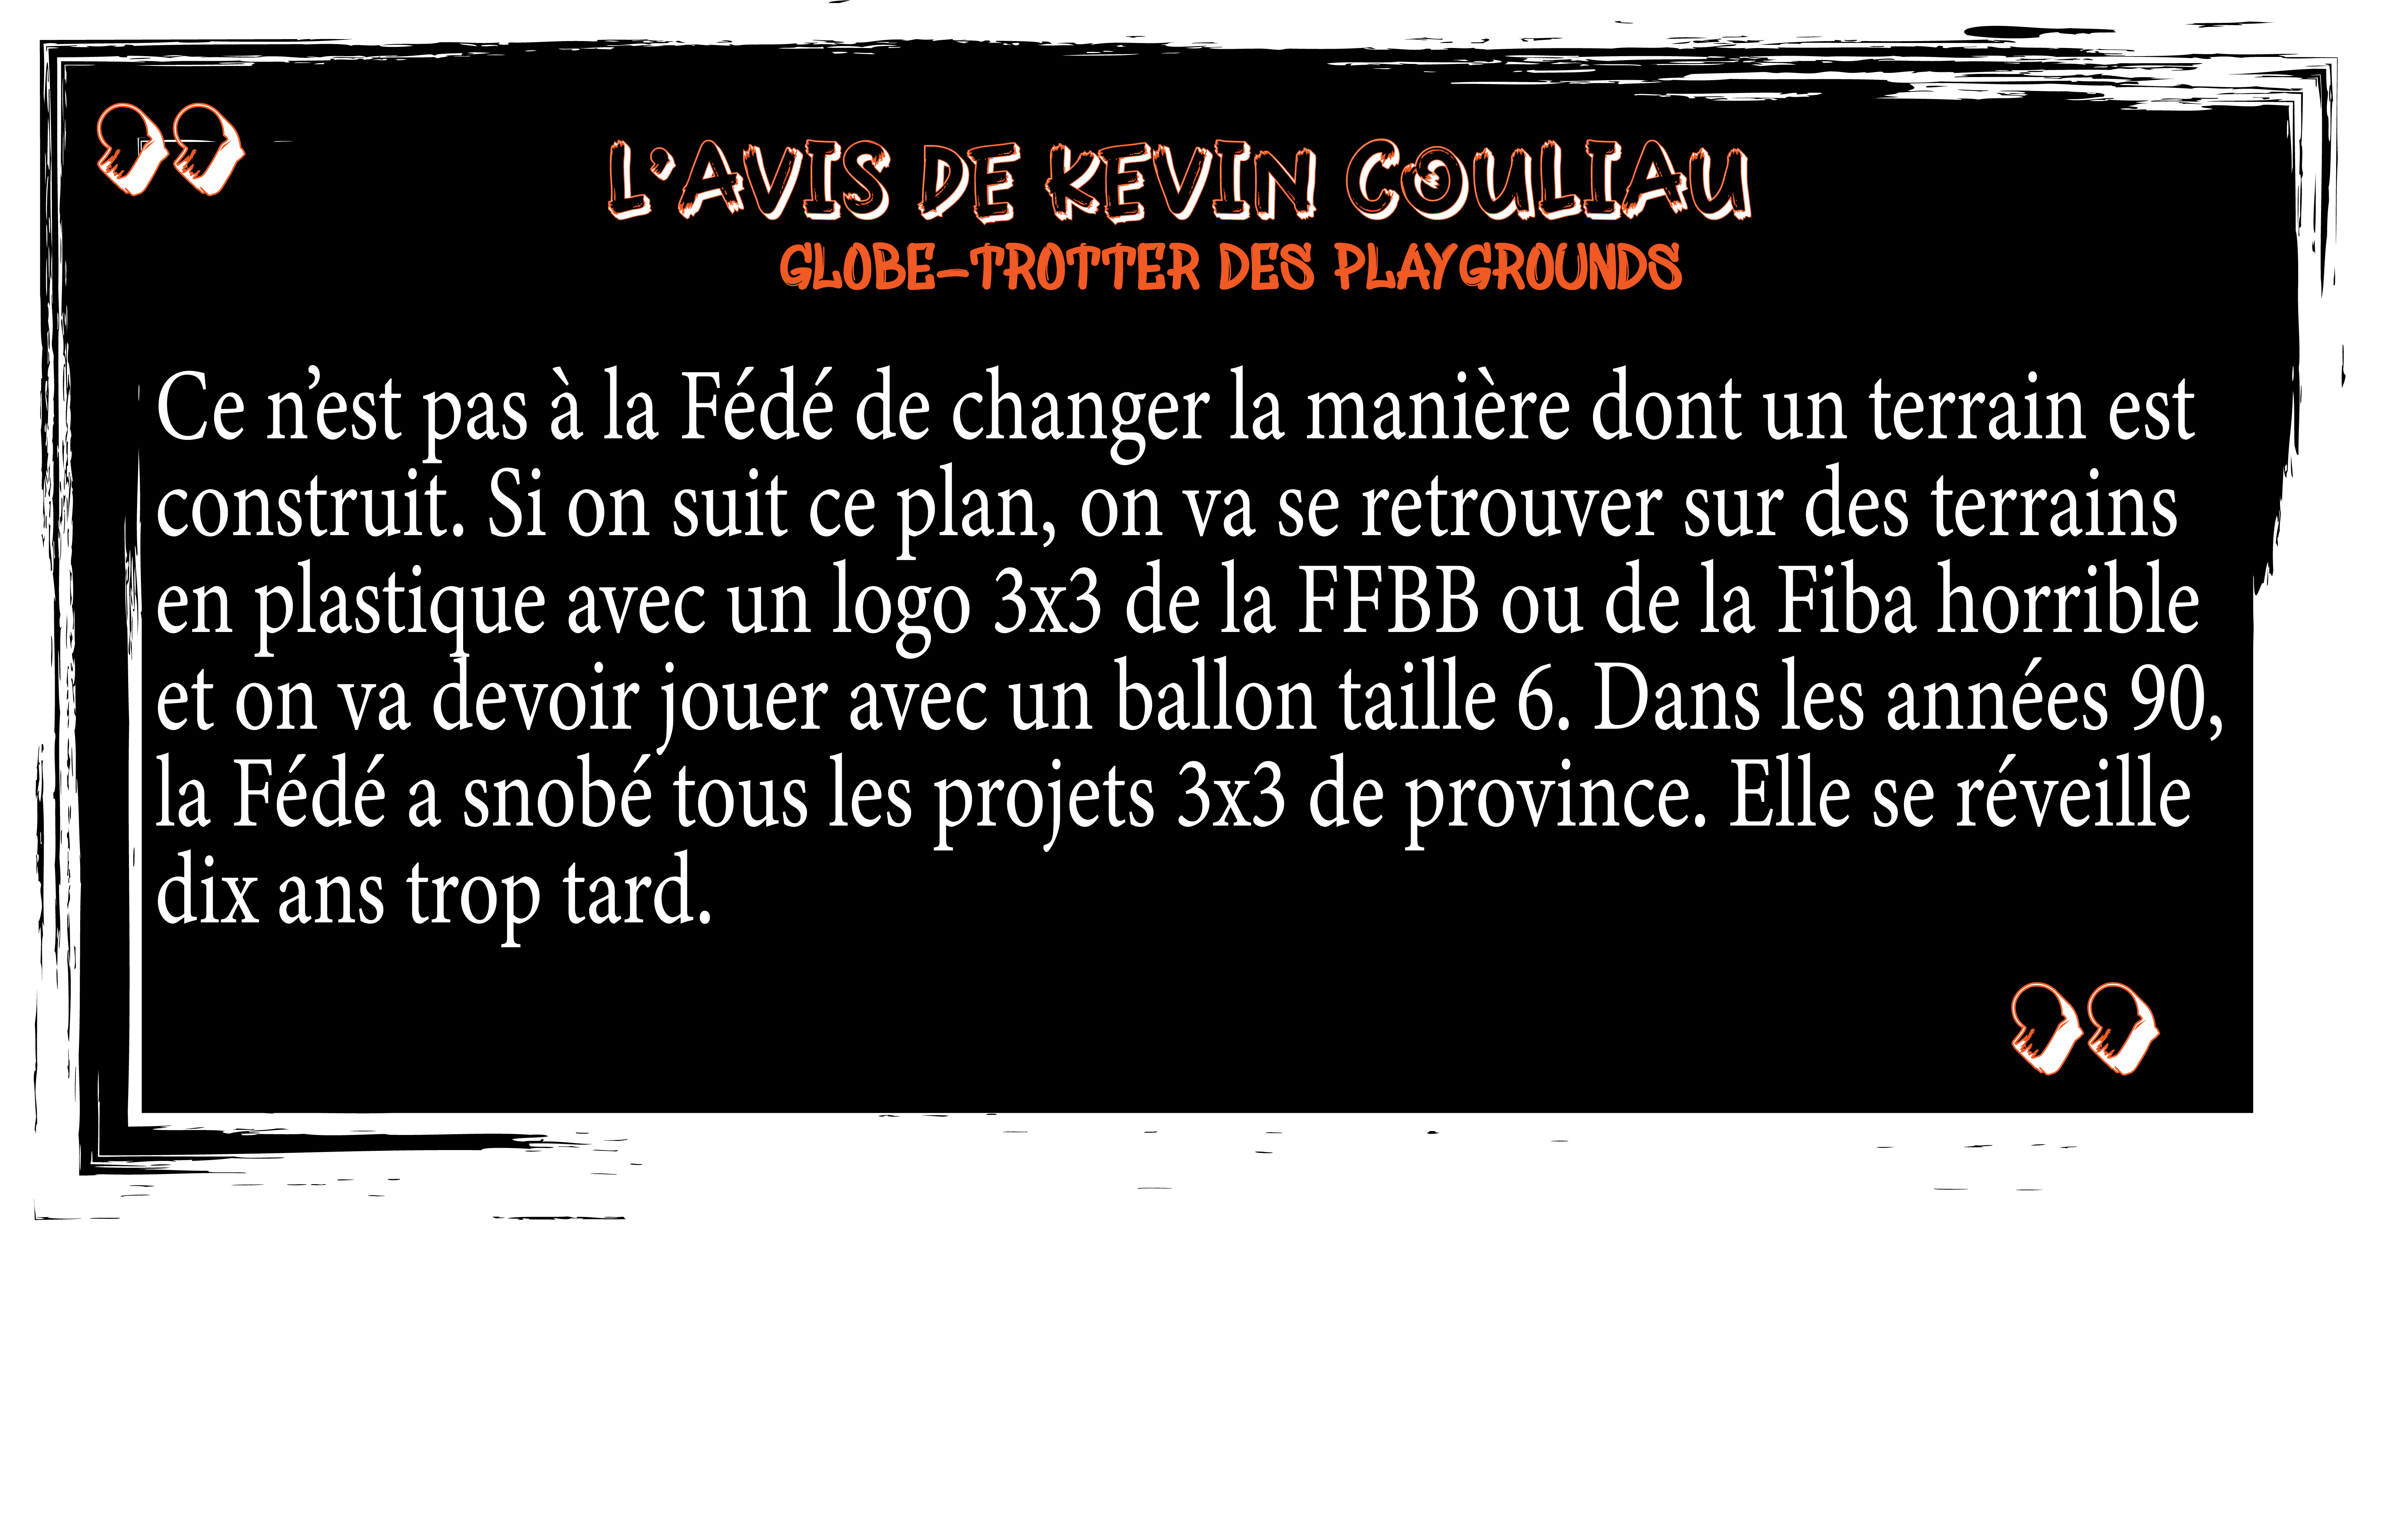 ”
L’AVIS DE KEVIN COULIAU
GLOBE-TROTTER DES PLAYGROUNDS
Ce n’est pas à la Fédé de changer la manière dont un terrain est
construit. Si on suit ce plan, on va se retrouver sur des terrains
en plastique avec un logo 3x3 de la FFBB ou de la Fiba horrible
et on va devoir jouer avec un ballon taille 6. Dans les années 90,
la Fédé a snobé tous les projets 3x3 de province. Elle se réveille
dix ans trop tard.
”